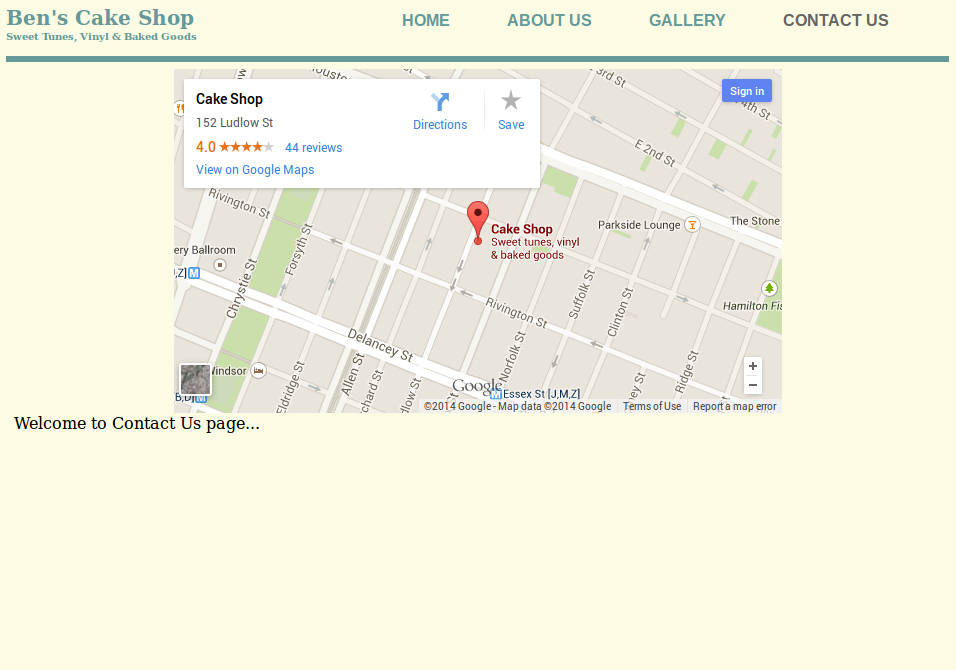 Ben's Cake Shop
Sweet Tunes, Vinyl & Baked Goods
HOME ABOUT US GALLERY CONTACT US
Cake Shop
152 Ludlow St
4.0 44 reviews
View on Google Maps
Directions
Save
Sign in
3rd St
4th St
E 2nd St
Rivington St
Forsyth St
Chrystie St
Parkside Lounge
The Stone
Cake Shop
Sweet tunes, vinyl
& baked goods
ery Ballroom
,Z] M
Suffolk St
Clinton St
Hamilton Fis
Rivington St
Delancey St
Norfolk St
Allen St
Eldridge St
Ridge St
Windsor
B,D] M
chard St
dlow St
ney St
Google
M Essex St [J,M,Z]
+
−
©2014 Google - Map data ©2014 Google Terms of Use Report a map error
Welcome to Contact Us page...